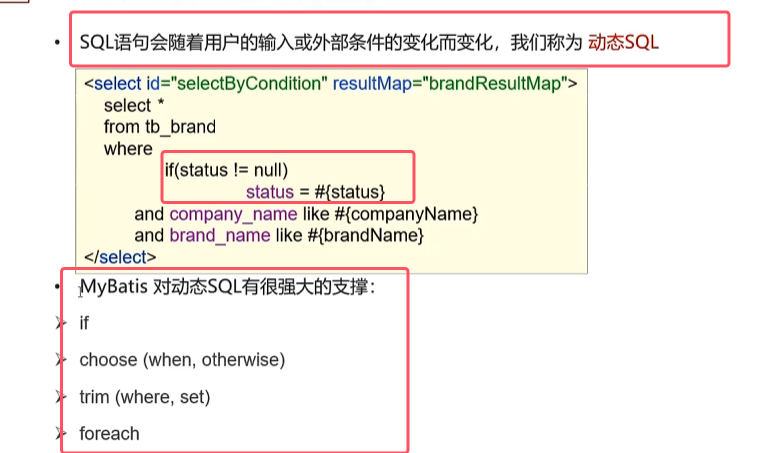 • SQL语句会随着用户的输入或外部条件的变化而变化，我们称为 动态SQL
<select id="selectByCondition" resultMap="brandResultMap">
select *
from tb_brand
where
if(status != null)
status = #{status}
and company_name like #{companyName}
and brand_name like #{brandName}
</select>
• MyBatis 对动态SQL有很强大的支撑：
➢ if
➢ choose (when, otherwise)
➢ trim (where, set)
➢ foreach